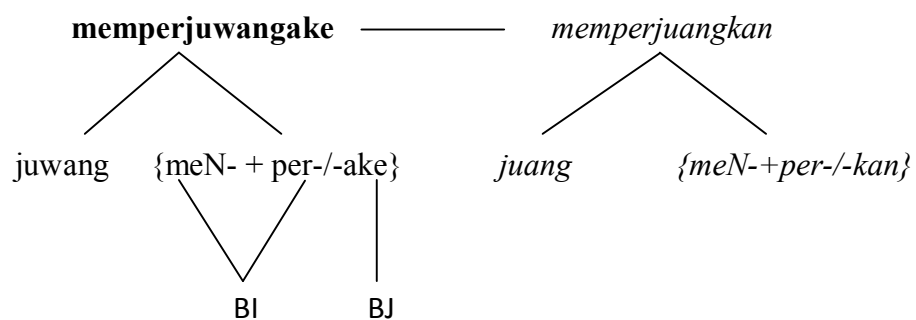 memperjuwangake memperjuangkan
juwang {meN- + per-/-ake} juang {meN-+per-/-kan}
BI BJ